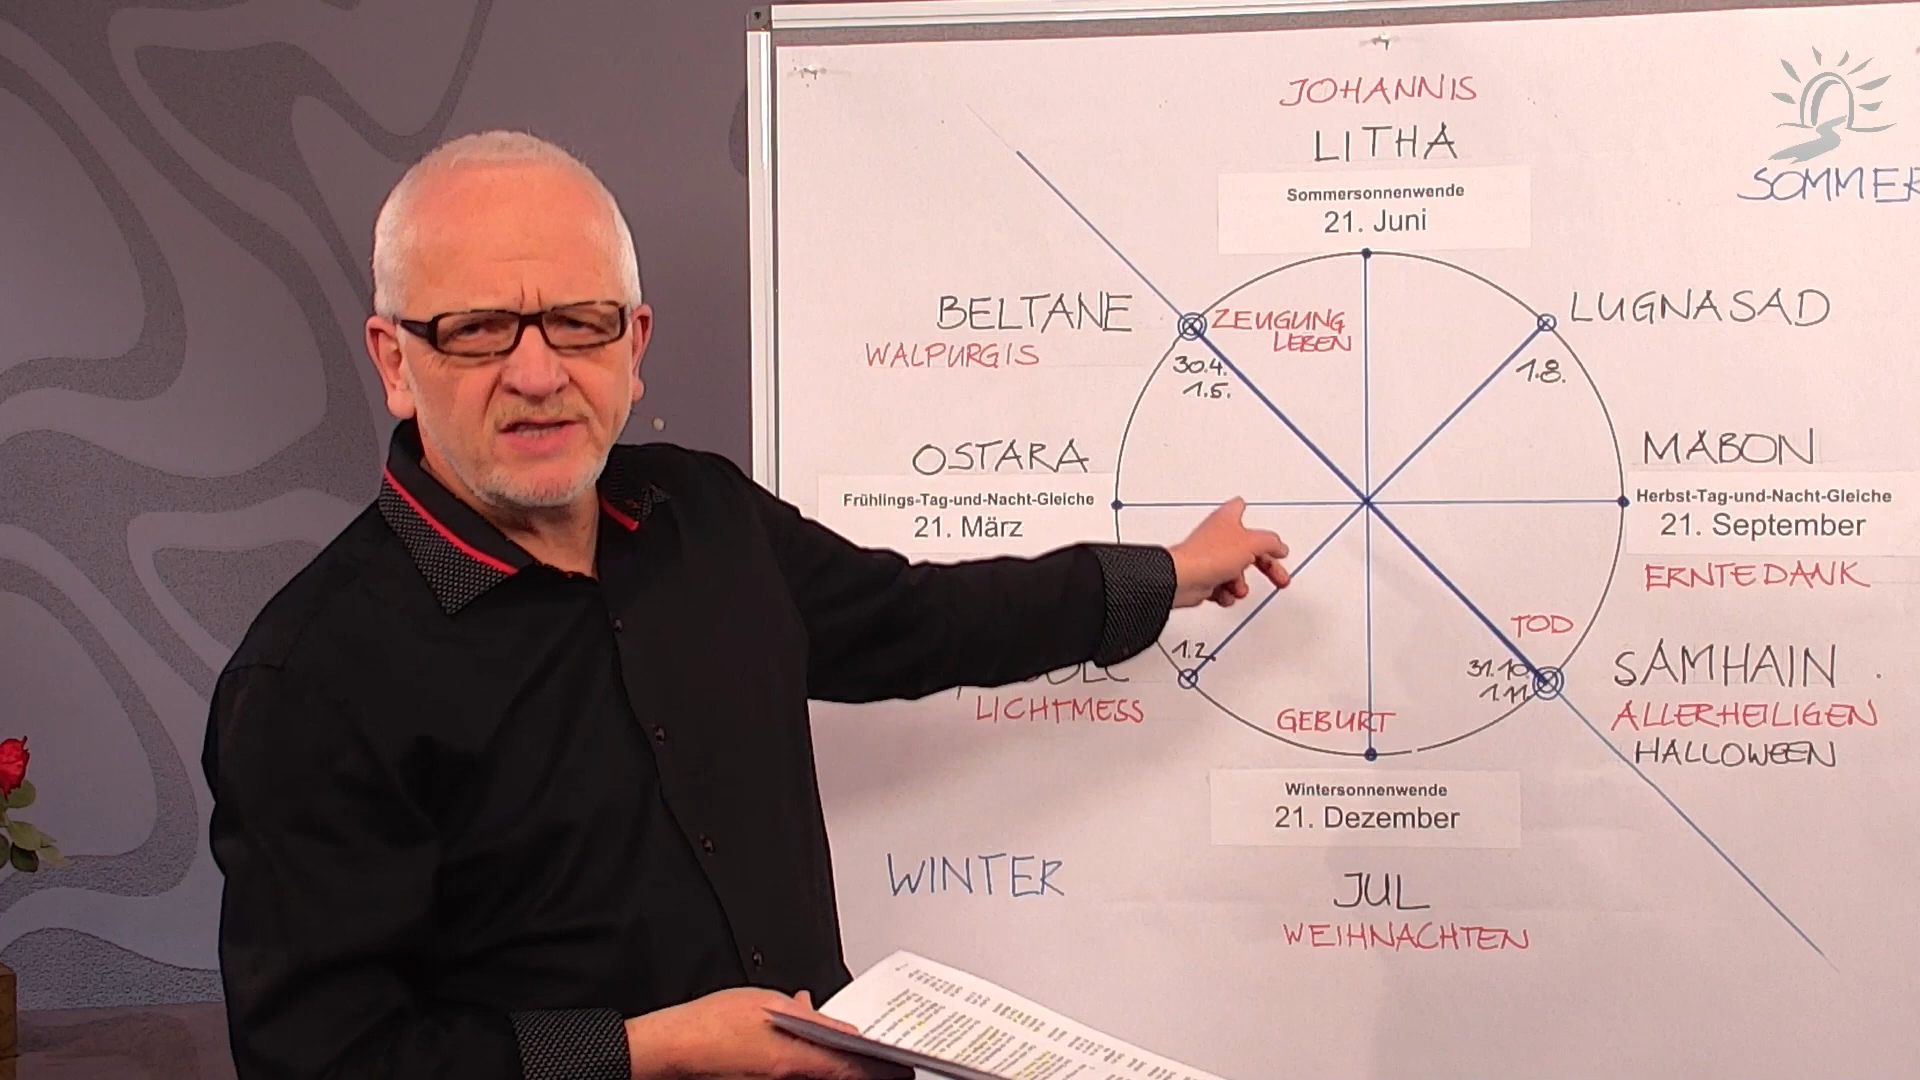 JOHANNIS
LITHA
Sommersonnenwende
21. Juni
SOMMER
BELTANE
WALPURGIS
ZEUGUNG
LEBEN
30.4.
1.5.
LUGNASAD
1.8.
OSTARA
Frühlings-Tag-und-Nacht-Gleiche
21. März
MABON
Herbst-Tag-und-Nacht-Gleiche
21. September
ERNTEDANK
1.2.
LICHTMESS
TOD
31.10.
1.11.
SAMHAIN
ALLERHEILIGEN
HALLOWEEN
GEBURT
Wintersonnenwende
21. Dezember
WINTER
JUL
WEIHNACHTEN